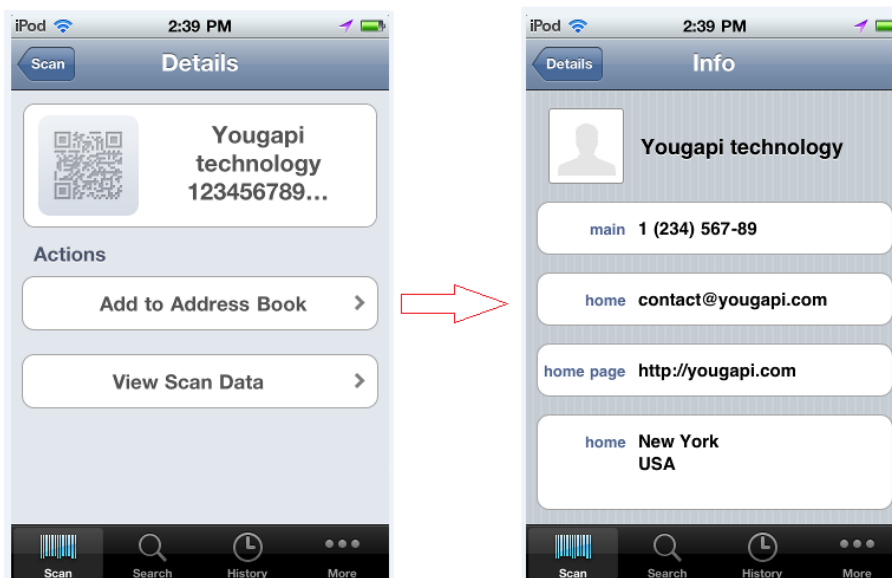 iPod 2:39 PM
Scan Details
Yougapi
technology
123456789...
Actions
Add to Address Book
View Scan Data
Scan Search History More
iPod 2:39 PM
Details Info
Yougapi technology
main 1 (234) 567-89
home contact@yougapi.com
home page http://yougapi.com
home New York
USA
Scan Search History More